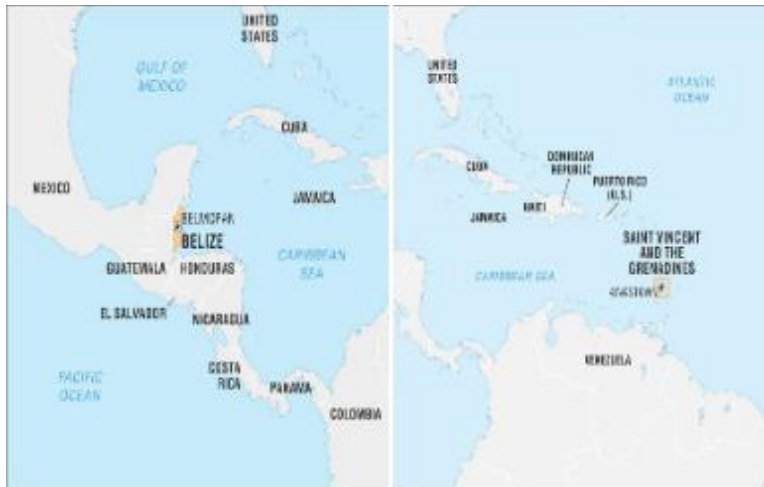 UNITED
STATES
GULF OF
MEXICO
CUBA
MEXICO
JAMAICA
BELMOPAN
BELIZE
CARIBBEAN
SEA
GUATEMALA
HONDURAS
EL SALVADOR
NICARAGUA
PACIFIC
OCEAN
COSTA
RICA
PANAMA
COLOMBIA
UNITED
STATES
ATLANTIC
OCEAN
CUBA
DOMINICAN
REPUBLIC
PUERTO RICO
(U.S.)
HAITI
JAMAICA
SAINT VINCENT
AND THE
GRENADINES
CARIBBEAN SEA
VENEZUELA